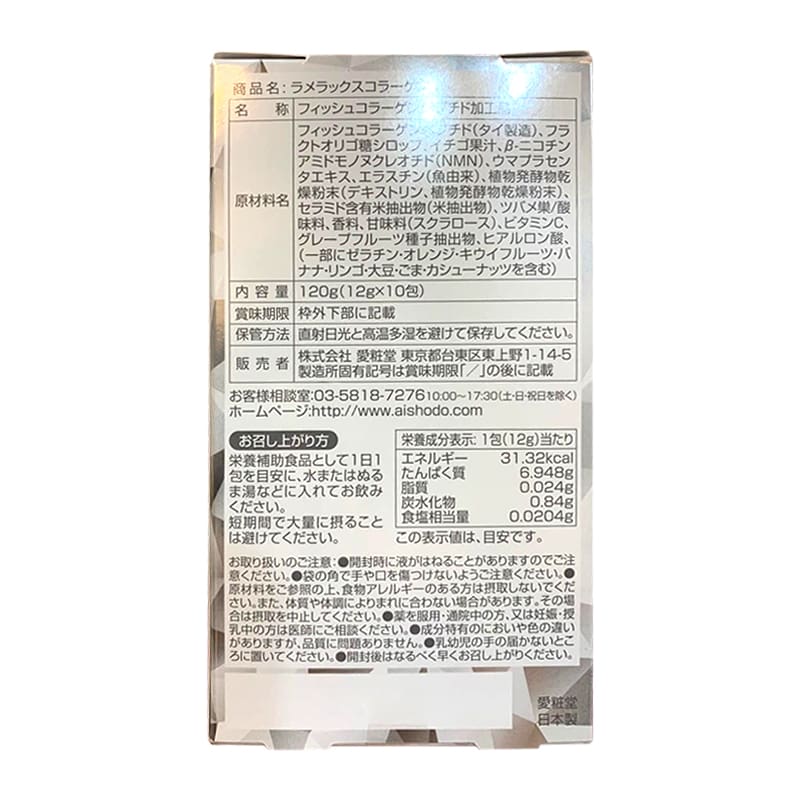 商品名:ラメラックスコラーゲ
名称 フィッシュコラーゲン チド加工
原材料名 フィッシュコラーゲン チド(タイ製造)、フラ
クトオリゴ糖シロップ、イチゴ果汁、β-ニコチン
アミドモノヌクレオチド(NMN)、ウマプラセン
タエキス、エラスチン(魚由来)、植物発酵物乾
燥粉末(デキストリン、植物発酵物乾燥粉末)、
セラミド含有米抽出物(米抽出物)、ツバメ巣/酸
味料、香料、甘味料(スクラロース)、ビタミンC、
グレープフルーツ種子抽出物、ヒアルロン酸、
(一部にゼラチン・オレンジ・キウイフルーツ・バ
ナナ・リンゴ・大豆・ごま・カシューナッツを含む)
内容量 120g(12g×10包)
賞味期限 枠外下部に記載
保管方法 直射日光と高温多湿を避けて保存してください。
販売者 株式会社 愛粧堂 東京都台東区東上野1-14-5
製造所固有記号は賞味期限「/」の後に記載
お客様相談室:03-5818-7276 10:00〜17:30(土・日・祝日を除く)
ホームページ:http://www.aishodo.com/
お召し上がり方
栄養補助食品として1日1
包を目安に、水またはぬる
ま湯などに入れてお飲み
ください。
短期間で大量に摂ること
は避けてください。
栄養成分表示:1包(12g)当たり
エネルギー 31.32kcal
たんぱく質 6.948g
脂質 0.024g
炭水化物 0.84g
食塩相当量 0.0204g
この表示値は、目安です。
お取り扱いのご注意:●開封時に液がはねることがありますのでご注
意ください。●袋の角で手や口を傷つけないようご注意ください。●
原材料をご参照の上、食物アレルギーのある方は摂取しないでくだ
さい。また、体質や体調によりまれに合わない場合があります。その場
合は摂取を中止してください。●薬を服用・通院中の方、又は妊娠・授
乳中の方は医師にご相談ください。●成分特有のにおいや色の違い
がありますが、品質に問題ありません。●乳幼児の手の届かないとこ
ろに置いてください。●開封後はなるべく早くお召し上がりください。
愛粧堂
日本製